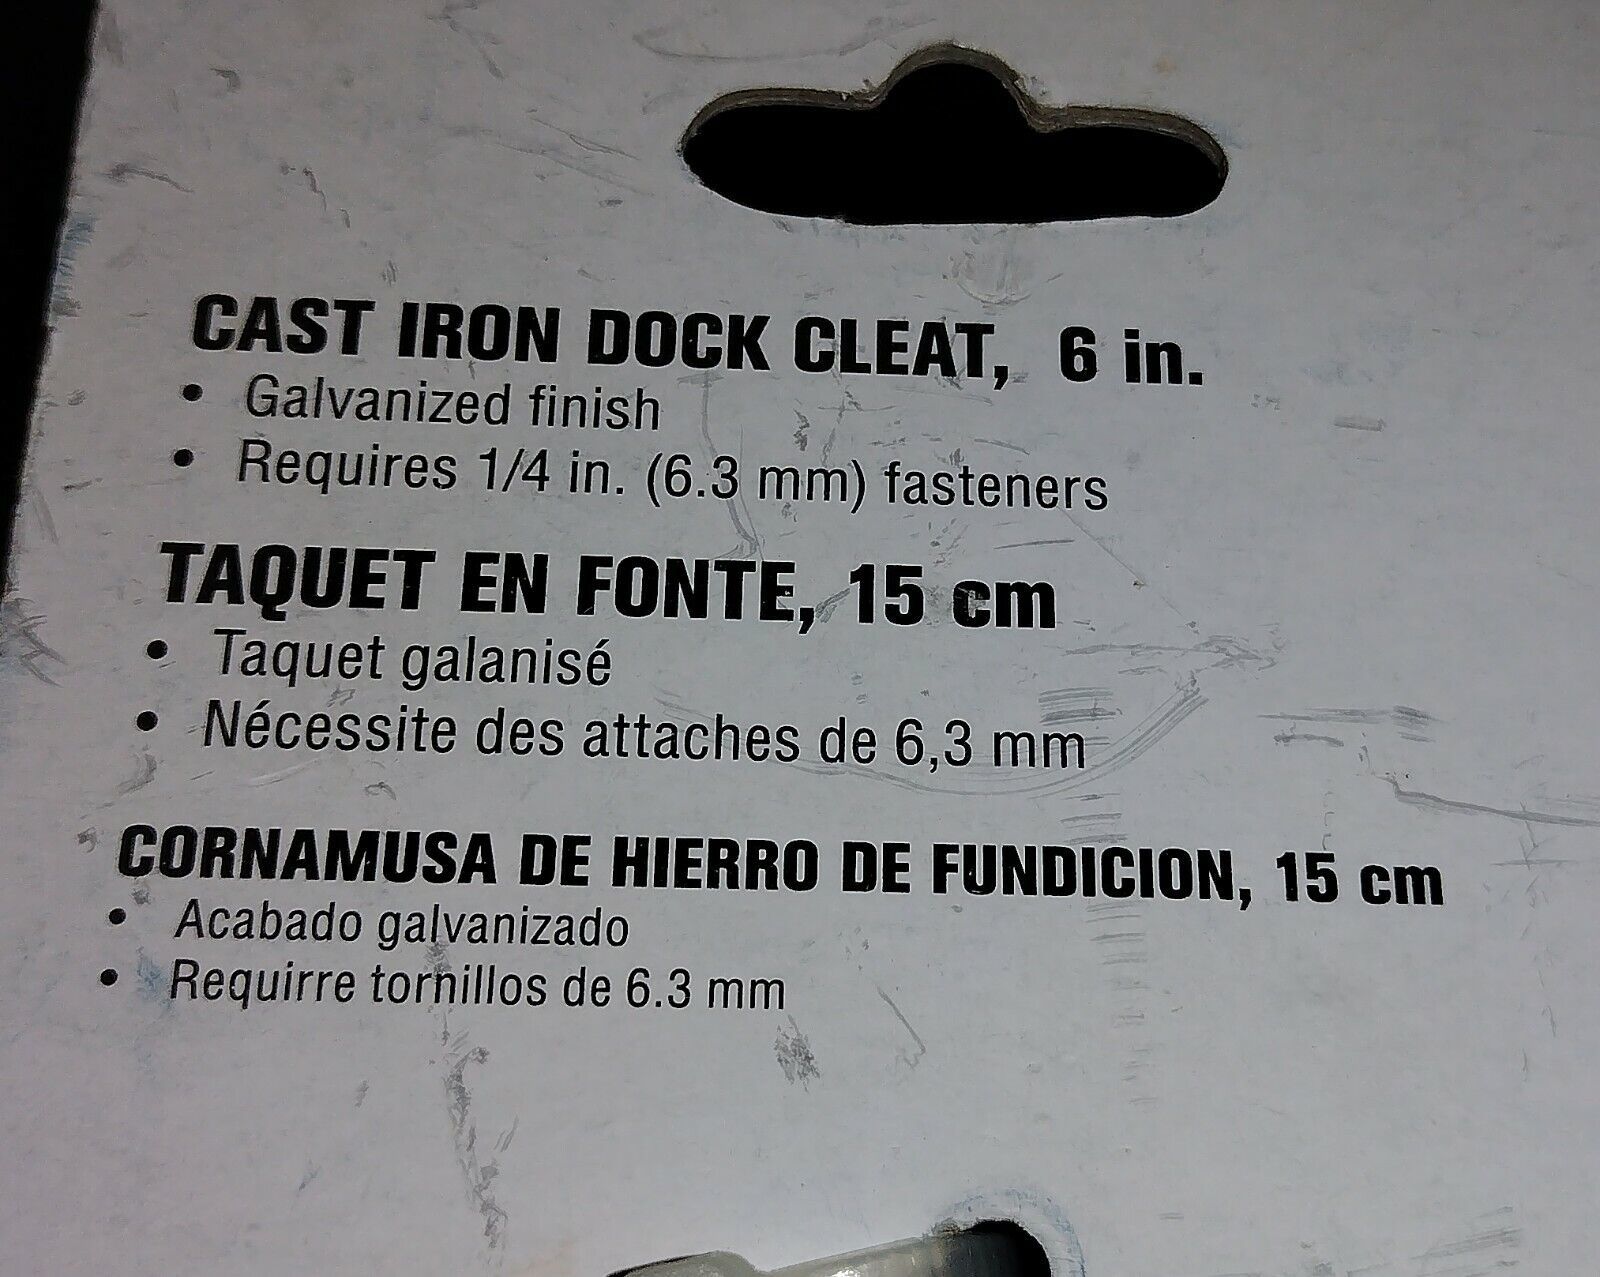 CAST IRON DOCK CLEAT, 6 in.
• Galvanized finish
• Requires 1/4 in. (6.3 mm) fasteners
TAQUET EN FONTE, 15 cm
• Taquet galanisé
• Nécessite des attaches de 6,3 mm
CORNAMUSA DE HIERRO DE FUNDICION, 15 cm
• Acabado galvanizado
• Requirre tornillos de 6.3 mm